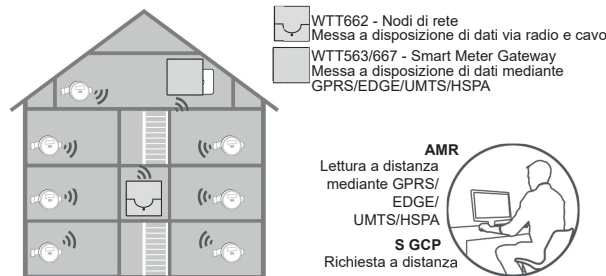 WTT662 - Nodi di rete
Messa a disposizione di dati via radio e cavo
WTT563/667 - Smart Meter Gateway
Messa a disposizione di dati mediante
GPRS/EDGE/UMTS/HSPA
AMR
Lettura a distanza
mediante GPRS/
EDGE/
UMTS/HSPA
S GCP
Richiesta a distanza